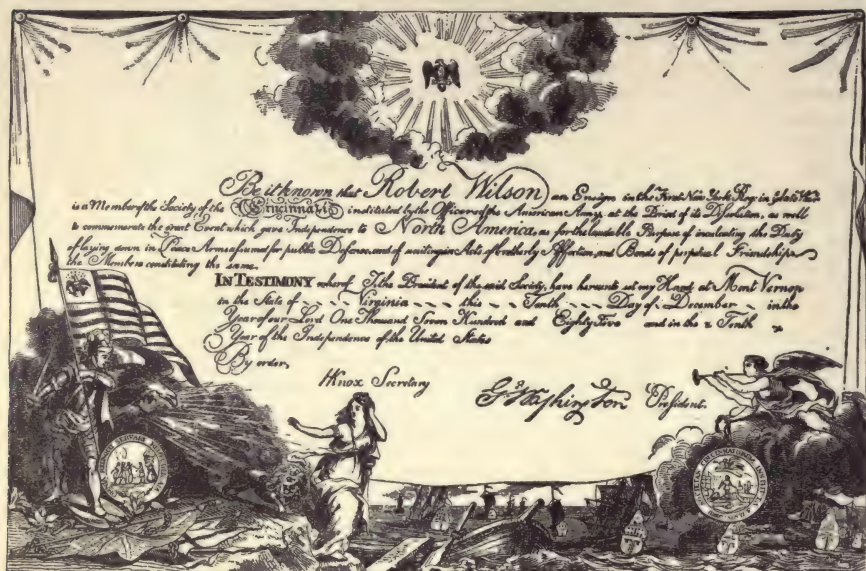 Be it known that Robert Wilson an Ensign in the First New York Reg: in late
is a Member of the Society of the Cincinnati instituted by the Officers of the American Army, at the Period of its Dissolution, as well
to commemorate the great Event which gave Independence to North America, as for the laudable Purpose of inculcating the Duty
of laying down in Peace Arms assumed for public Defence, and of uniting in Acts of brotherly Affection, and Bonds of perpetual Friendship
the Members constituting the same.
IN TESTIMONY whereof I, the President of the said Society, have hereunto set my Hand at Mont Vernon
in the State of Virginia this Tenth Day of December in the
Year of our Lord One Thousand Seven Hundred and Eighty Five and in the Tenth
Year of the Independence of the United States
By order,
HKnox Secretary
G:Washington President.